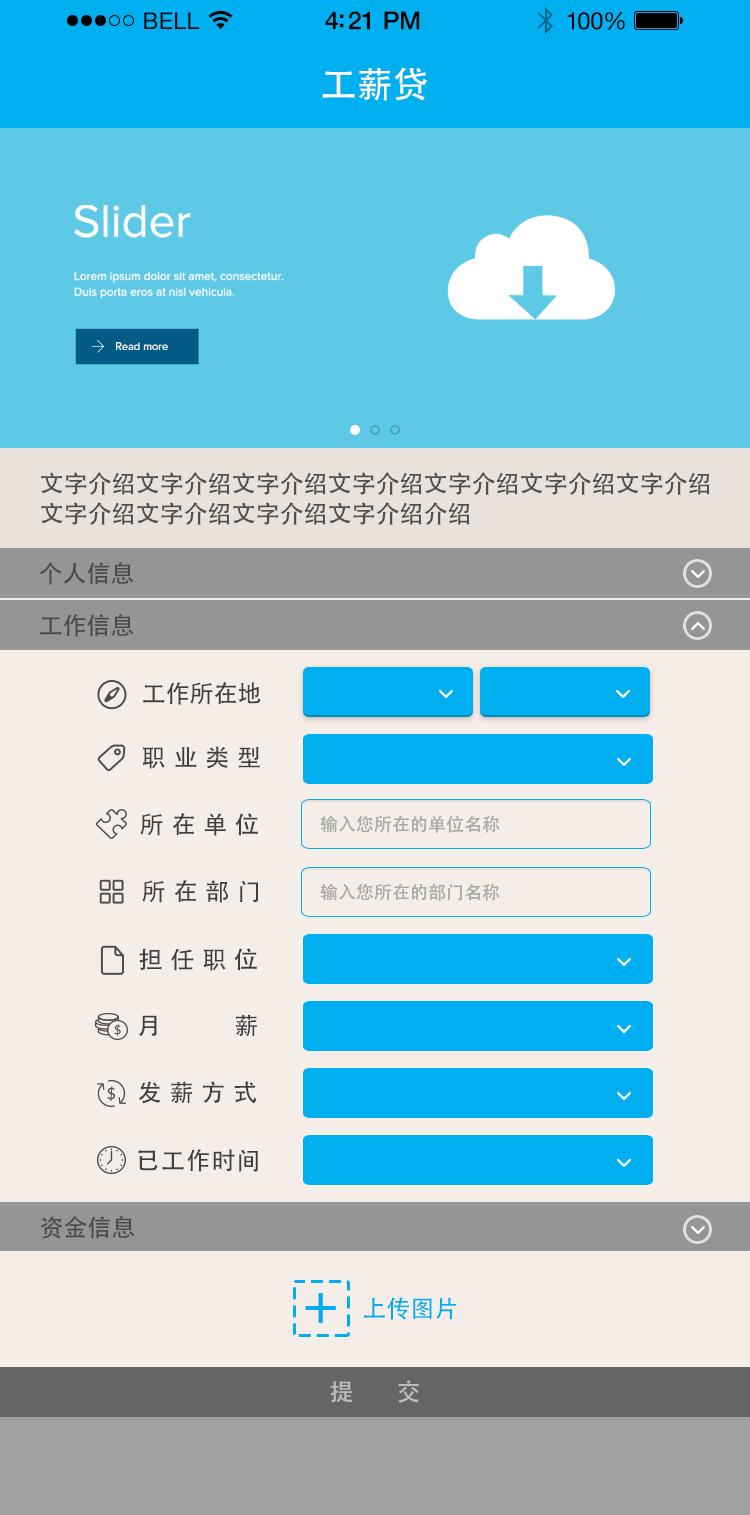 BELL 4:21 PM 100%
工薪贷
Slider
Lorem ipsum dolor sit amet, consectetur.
Duis porta eros at nisl vehicula.
Read more
文字介绍文字介绍文字介绍文字介绍文字介绍文字介绍文字介绍
文字介绍文字介绍文字介绍文字介绍介绍
个人信息
工作信息
工作所在地
职业类型
所在单位 输入您所在的单位名称
所在部门 输入您所在的部门名称
担任职位
月 薪
发薪方式
已工作时间
资金信息
上传图片
提 交